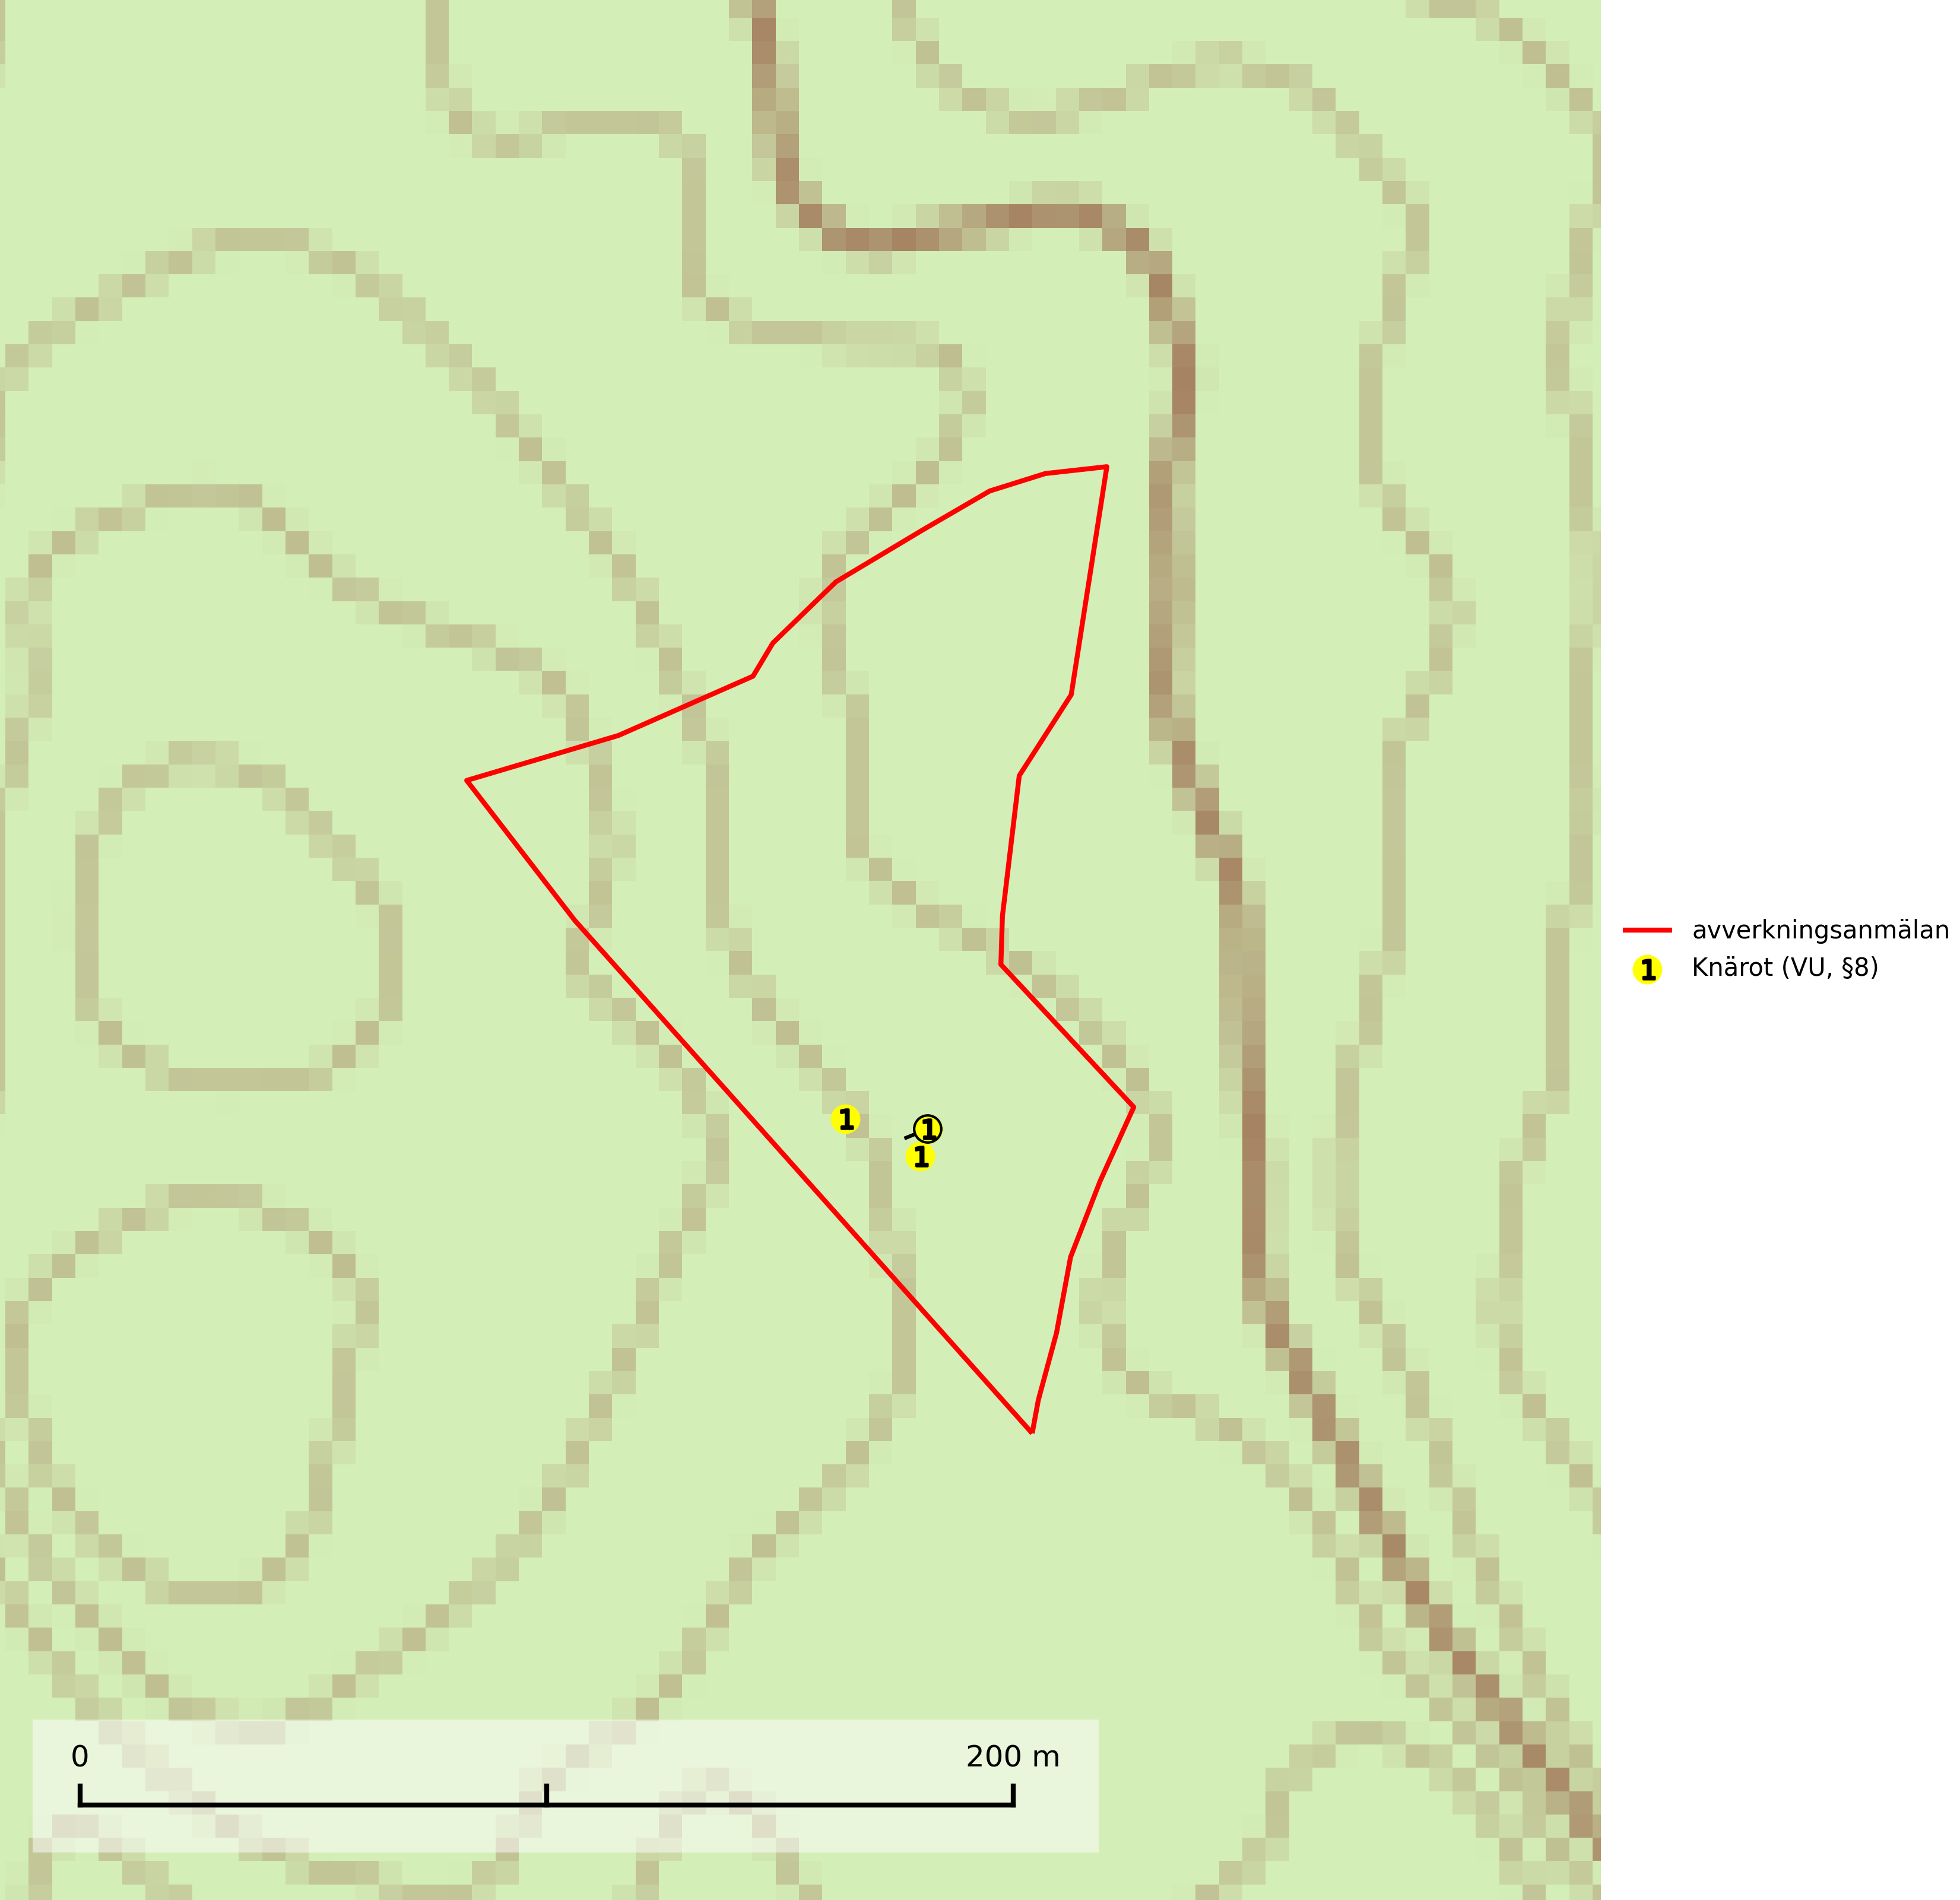 avverkningsanmälan
1 Knärot (VU, §8)
1
1
1
0 200 m